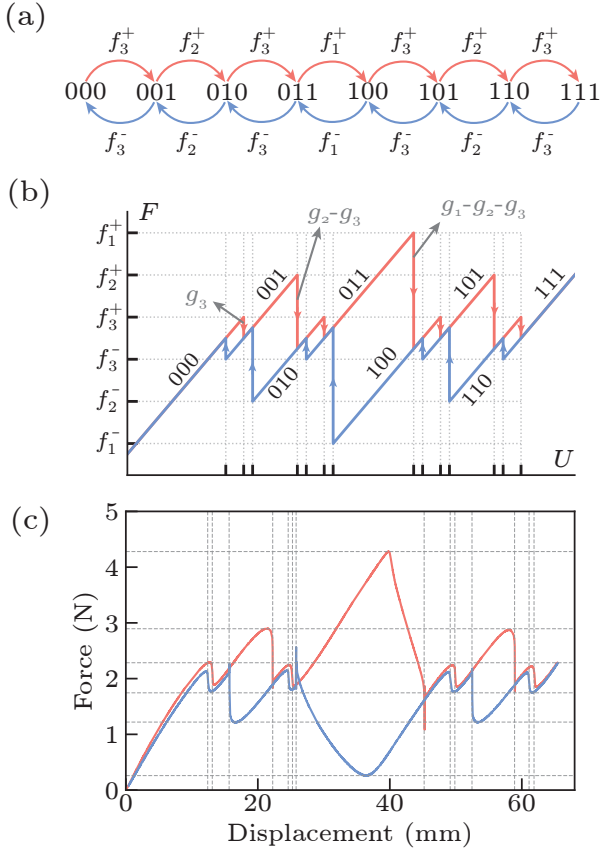 (a)
f₃⁺ f₂⁺ f₃⁺ f₁⁺ f₃⁺ f₂⁺ f₃⁺
000 001 010 011 100 101 110 111
f₃⁻ f₂⁻ f₃⁻ f₁⁻ f₃⁻ f₂⁻ f₃⁻
(b)
F
g₂-g₃
g₁-g₂-g₃
f₁⁺
f₂⁺
f₃⁺
f₃⁻
f₂⁻
f₁⁻
g₃
001
011
101
111
000
010
100
110
U
(c)
5
4
3
2
1
0
Force (N)
0 20 40 60
Displacement (mm)